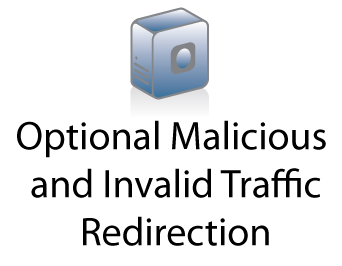 Optional Malicious
and Invalid Traffic
Redirection